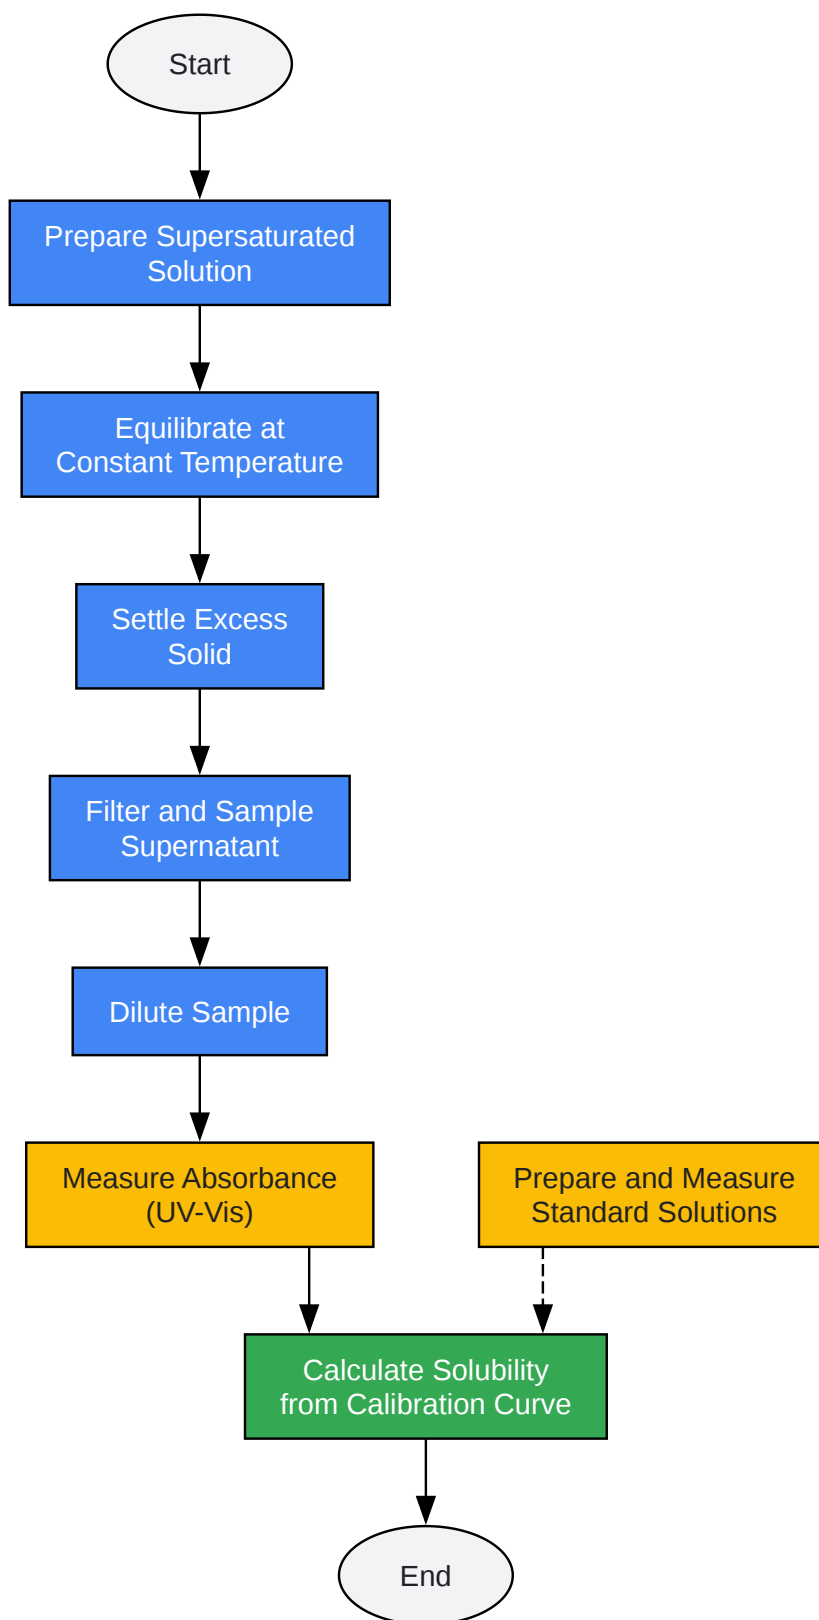 Start
Prepare Supersaturated
Solution
Equilibrate at
Constant Temperature
Settle Excess
Solid
Filter and Sample
Supernatant
Dilute Sample
Measure Absorbance
(UV-Vis)
Prepare and Measure
Standard Solutions
Calculate Solubility
from Calibration Curve
End